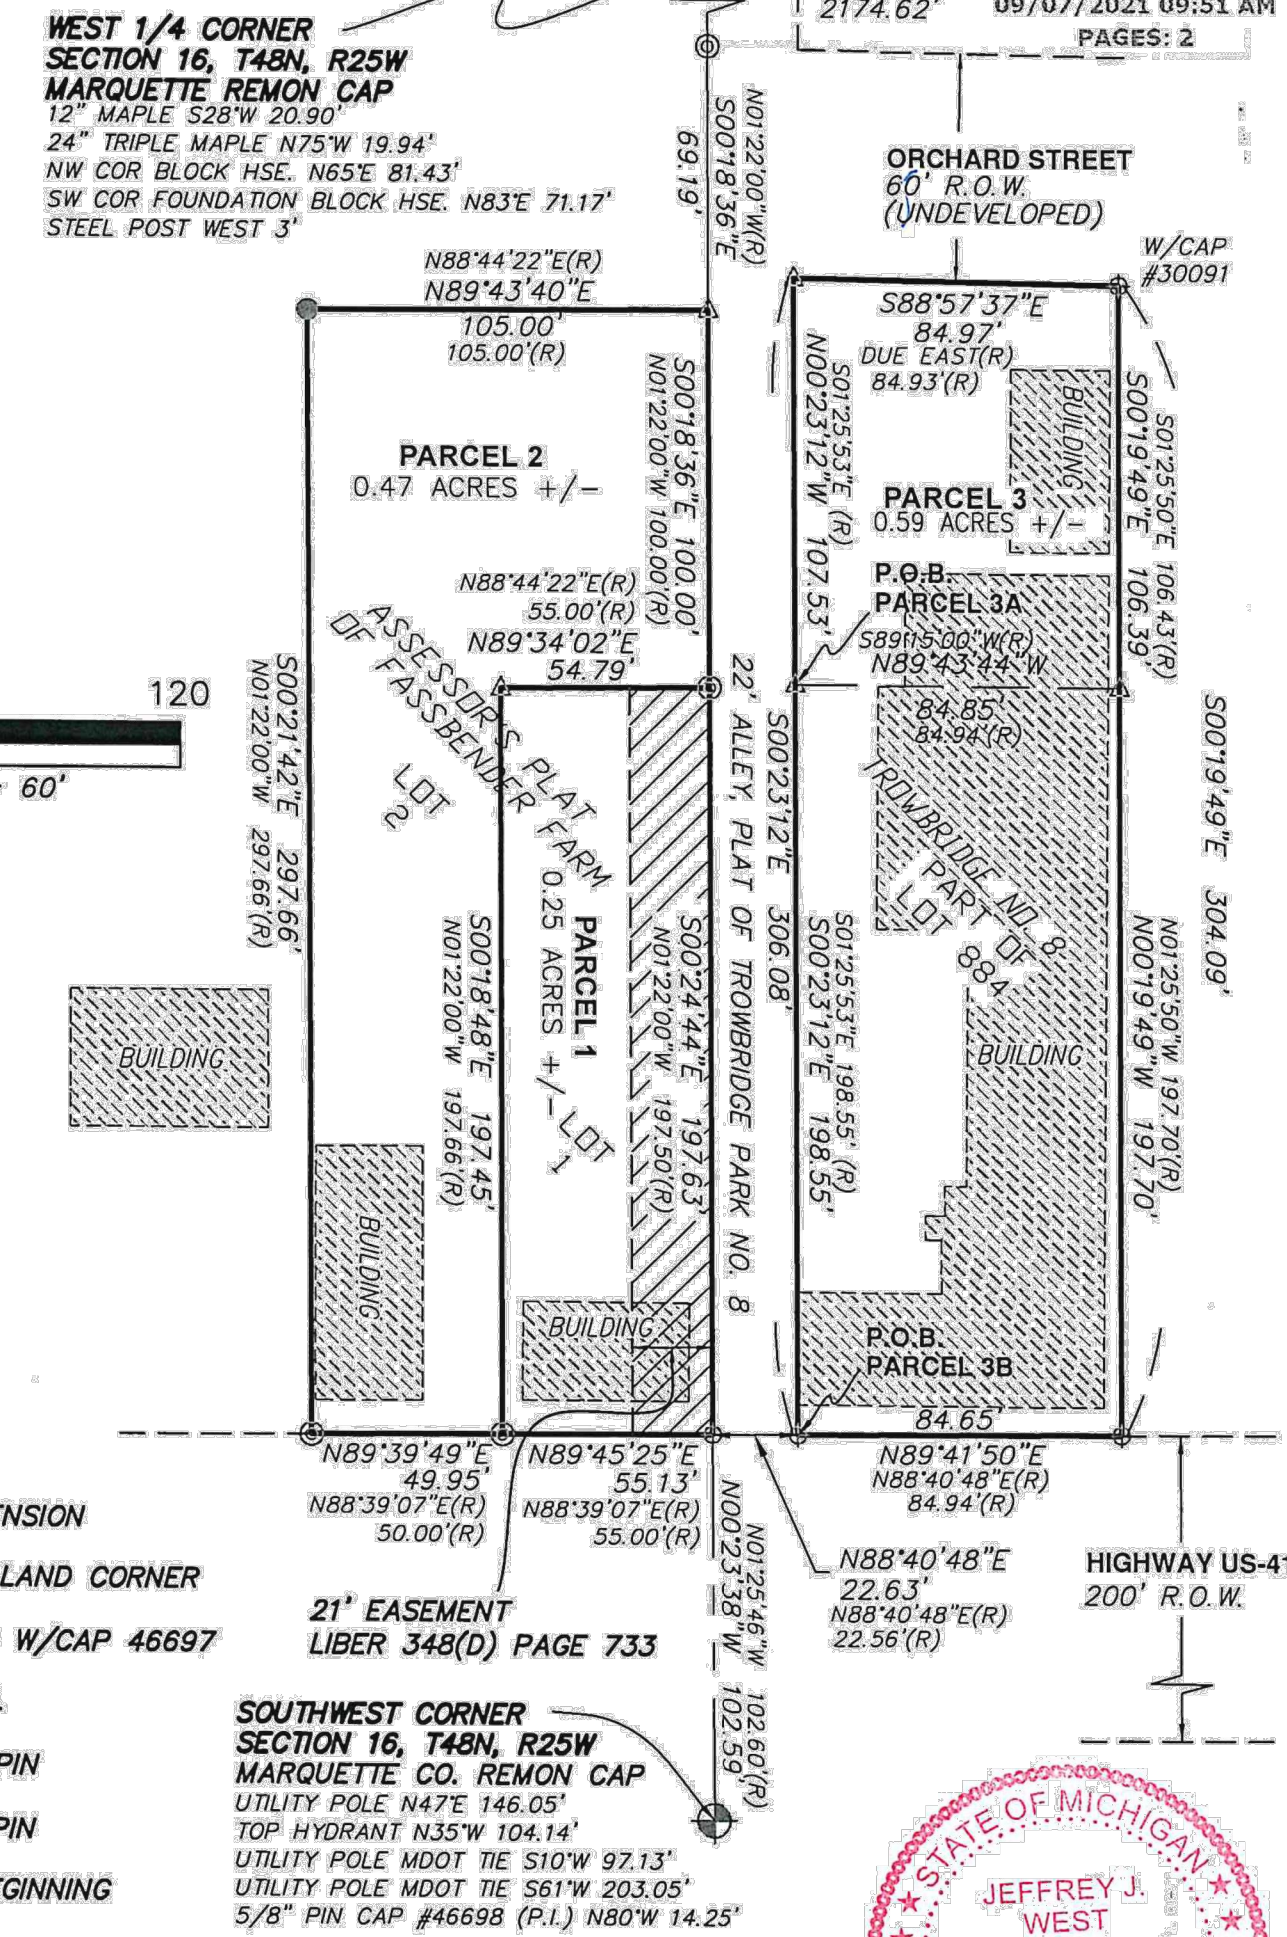 WEST 1/4 CORNER
SECTION 16, T48N, R25W
MARQUETTE REMON CAP
12" MAPLE S28°W 20.90'
24" TRIPLE MAPLE N75°W 19.94'
NW COR BLOCK HSE. N65°E 81.43'
SW COR FOUNDATION BLOCK HSE. N83°E 71.17'
STEEL POST WEST 3'
2174.62'
09/07/2021 09:51 AM
PAGES: 2
N01°22'00"W(R)
S00°18'36"E
69.19'
ORCHARD STREET
60' R.O.W.
(UNDEVELOPED)
W/CAP
#30091
N88°44'22"E(R)
N89°43'40"E
105.00'
105.00'(R)
S88°57'37"E
84.97'
DUE EAST(R)
84.93'(R)
S00°18'36"E 100.00'
N01°22'00"W 100.00'(R)
S01°25'53"E (R)
N00°23'12"W 107.53'
BUILDING
S01°25'50"E 106.43'(R)
S00°19'49"E 106.39'
PARCEL 2
0.47 ACRES +/-
PARCEL 3
0.59 ACRES +/-
P.O.B.
PARCEL 3A
N88°44'22"E(R)
55.00'(R)
N89°34'02"E
54.79'
S89°15'00"W(R)
N89°43'44"W
84.85'
84.94'(R)
ASSESSOR'S PLAT
OF FASSBENDER FARM
LOT
2
120
60'
S00°21'42"E 297.66'
N01°22'00"W 297.66'(R)
22' ALLEY, PLAT OF TROWBRIDGE PARK NO. 8
S00°23'12"E 306.08'
TROWBRIDGE NO. 8
PART OF
LOT 884
S00°19'49"E 304.09'
PARCEL 1
0.25 ACRES +/-
LOT
1
S00°18'48"E 197.45'
N01°22'00"W 197.66'(R)
S00°24'44"E 197.63'
N01°22'00"W 197.50'(R)
S01°25'53"E 198.55' (R)
S00°23'12"E 198.55'
N01°25'50"W 197.70'(R)
N00°19'49"W 197.70'
BUILDING
BUILDING
BUILDING
BUILDING
P.O.B.
PARCEL 3B
84.65'
N89°41'50"E
N88°40'48"E(R)
84.94'(R)
N89°39'49"E
49.95'
N88°39'07"E(R)
50.00'(R)
N89°45'25"E
55.13'
N88°39'07"E(R)
55.00'(R)
N01°25'46"W 102.60'(R)
N00°23'38"W 102.59'
N88°40'48"E
22.63'
N88°40'48"E(R)
22.56'(R)
HIGHWAY US-41
200' R.O.W.
NSION
LAND CORNER
W/CAP 46697
PIN
PIN
GINNING
21' EASEMENT
LIBER 348(D) PAGE 733
SOUTHWEST CORNER
SECTION 16, T48N, R25W
MARQUETTE CO. REMON CAP
UTILITY POLE N47°E 146.05'
TOP HYDRANT N35°W 104.14'
UTILITY POLE MDOT TIE S10°W 97.13'
UTILITY POLE MDOT TIE S61°W 203.05'
5/8" PIN CAP #46698 (P.I.) N80°W 14.25'
STATE OF MICHIGAN
JEFFREY J.
WEST